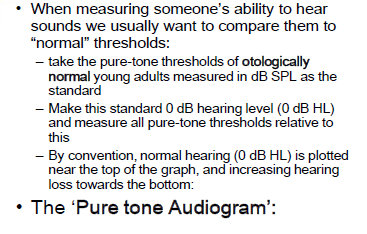 • When measuring someone's ability to hear
sounds we usually want to compare them to
“normal” thresholds:
– take the pure-tone thresholds of otologically
normal young adults measured in dB SPL as the
standard
– Make this standard 0 dB hearing level (0 dB HL)
and measure all pure-tone thresholds relative to
this
– By convention, normal hearing (0 dB HL) is plotted
near the top of the graph, and increasing hearing
loss towards the bottom:
• The ‘Pure tone Audiogram’: